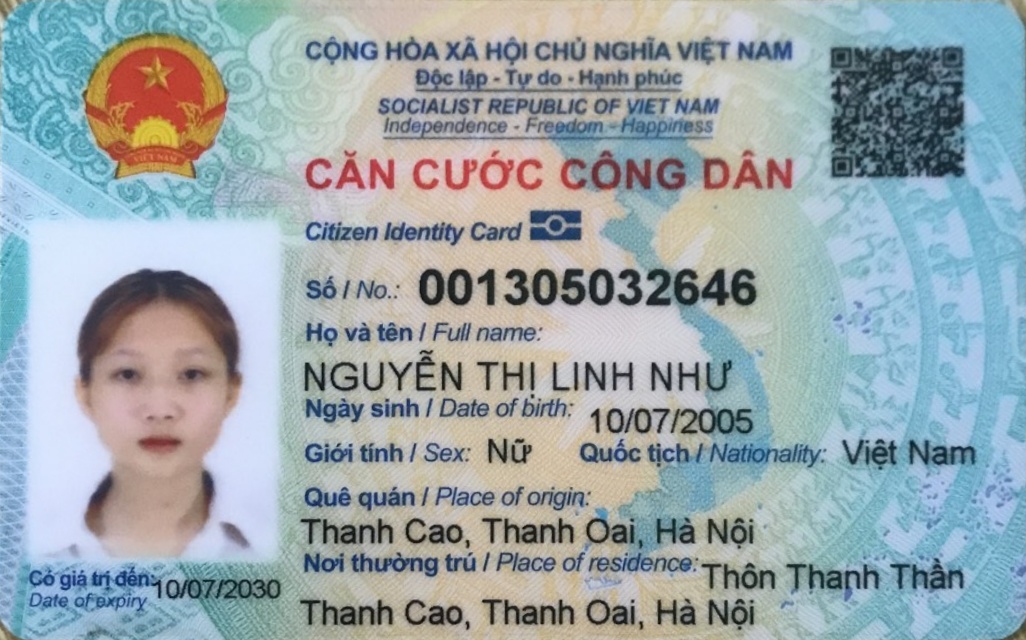 CỘNG HÒA XÃ HỘI CHỦ NGHĨA VIỆT NAM
Độc lập - Tự do - Hạnh phúc
SOCIALIST REPUBLIC OF VIET NAM
Independence - Freedom - Happiness
CĂN CƯỚC CÔNG DÂN
Citizen Identity Card
Số / No.: 001305032646
Họ và tên / Full name:
NGUYỄN THỊ LINH NHƯ
Ngày sinh / Date of birth: 10/07/2005
Giới tính / Sex: Nữ Quốc tịch / Nationality: Việt Nam
Quê quán / Place of origin:
Thanh Cao, Thanh Oai, Hà Nội
Nơi thường trú / Place of residence: Thôn Thanh Thần
Thanh Cao, Thanh Oai, Hà Nội
Có giá trị đến: 10/07/2030
Date of expiry
VIỆT NAM